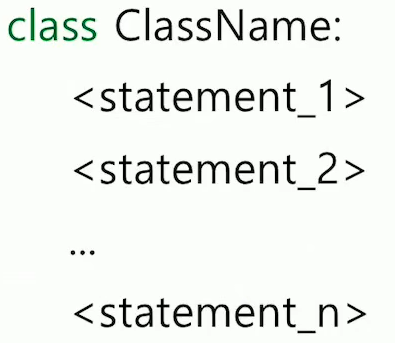 class ClassName:
<statement_1>
<statement_2>
...
<statement_n>